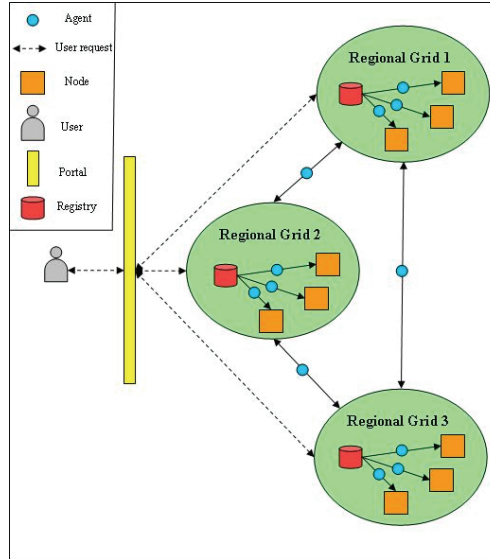 Agent
User request
Node
User
Portal
Registry
Regional Grid 1
Regional Grid 2
Regional Grid 3